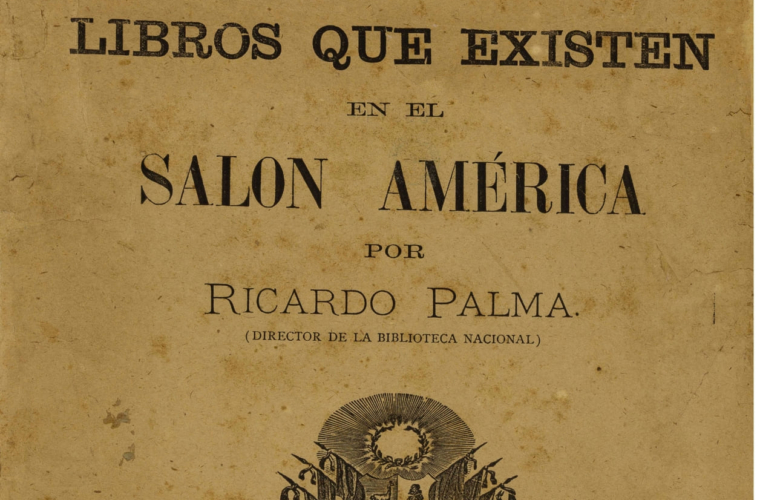 LIBROS QUE EXISTEN
EN EL
SALON AMÉRICA
POR
RICARDO PALMA.
(DIRECTOR DE LA BIBLIOTECA NACIONAL)